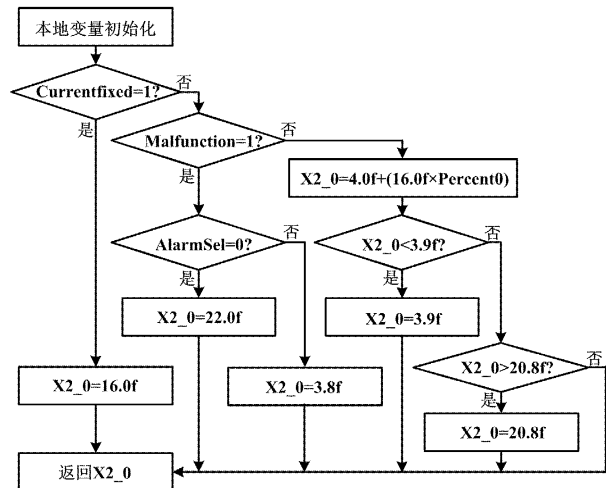 本地变量初始化
Currentfixed=1?
否
是
Malfunction=1?
否
是
X2_0=4.0f+(16.0f×Percent0)
AlarmSel=0?
否
是
X2_0<3.9f?
否
是
X2_0=22.0f
X2_0=3.9f
X2_0=16.0f
X2_0=3.8f
X2_0>20.8f?
否
是
X2_0=20.8f
返回X2_0